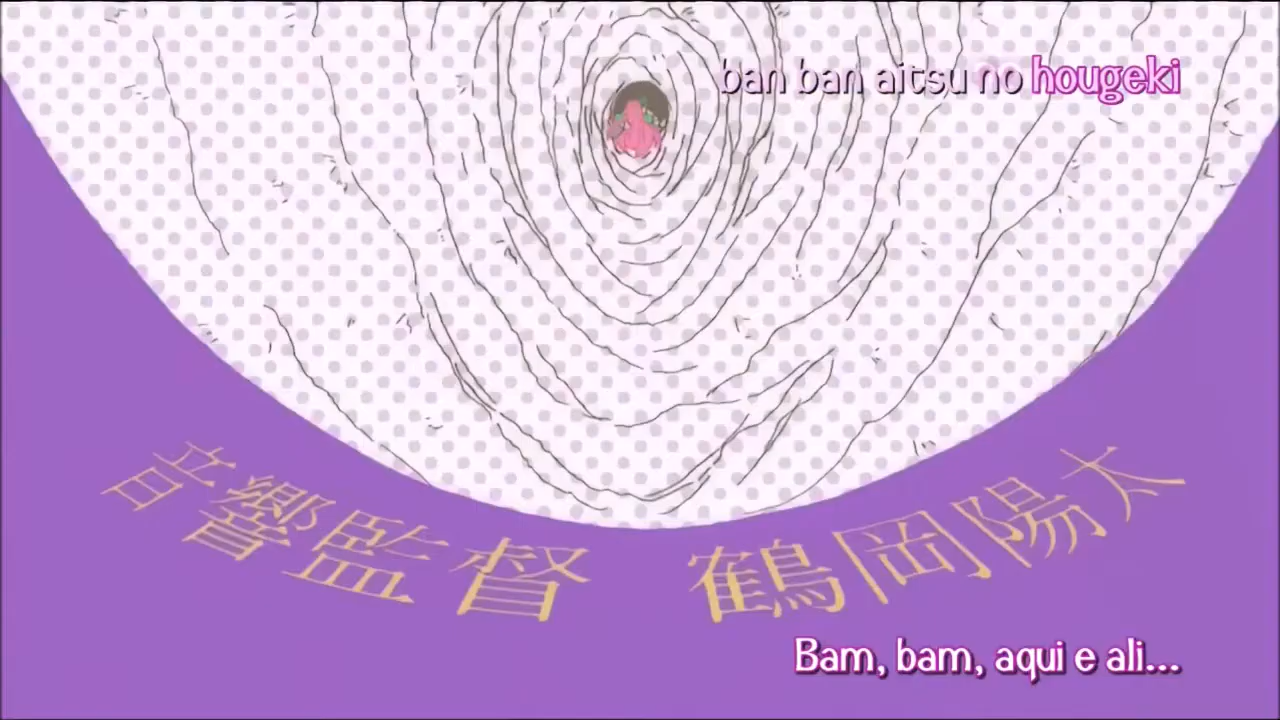 ban ban aitsu no hougeki
音響監督 鶴岡陽太
Bam, bam, aqui e ali...